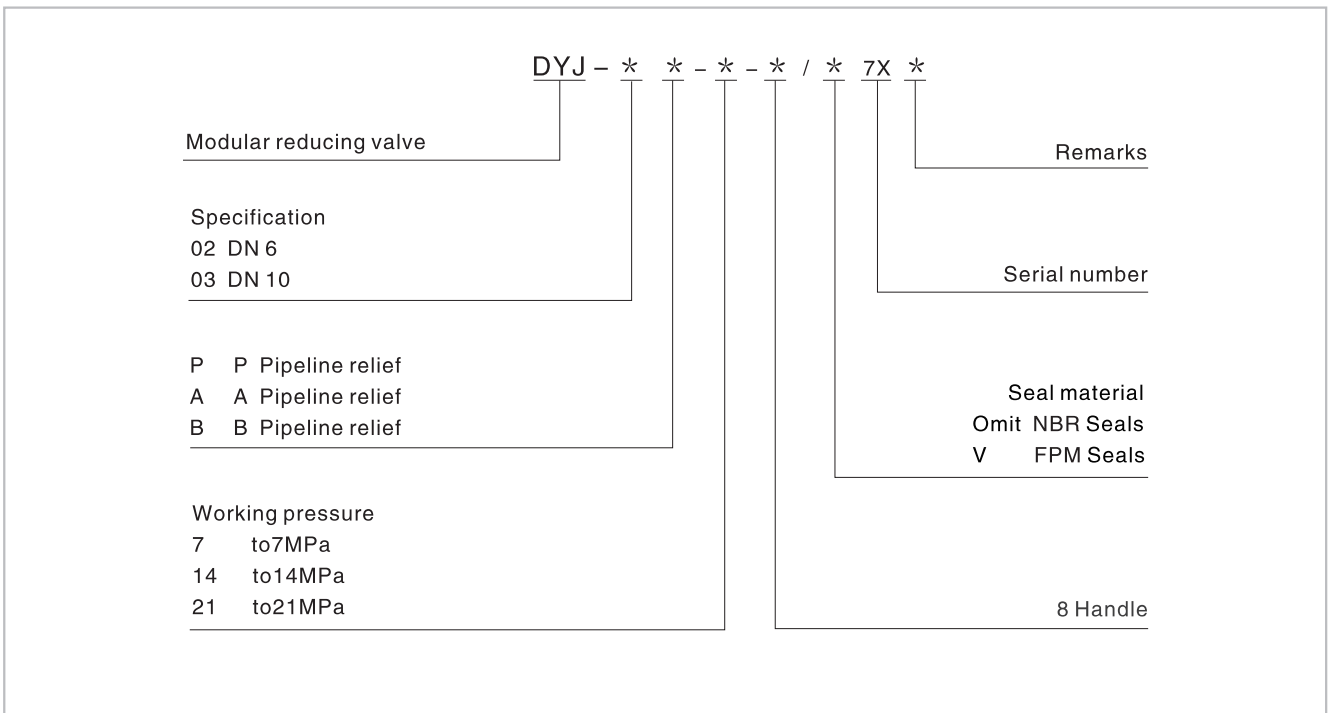 DYJ – * * – * – * / * 7X *
Modular reducing valve
Remarks
Specification
02 DN 6
03 DN 10
Serial number
P P Pipeline relief
A A Pipeline relief
B B Pipeline relief
Seal material
Omit NBR Seals
V FPM Seals
Working pressure
7 to7MPa
14 to14MPa
21 to21MPa
8 Handle